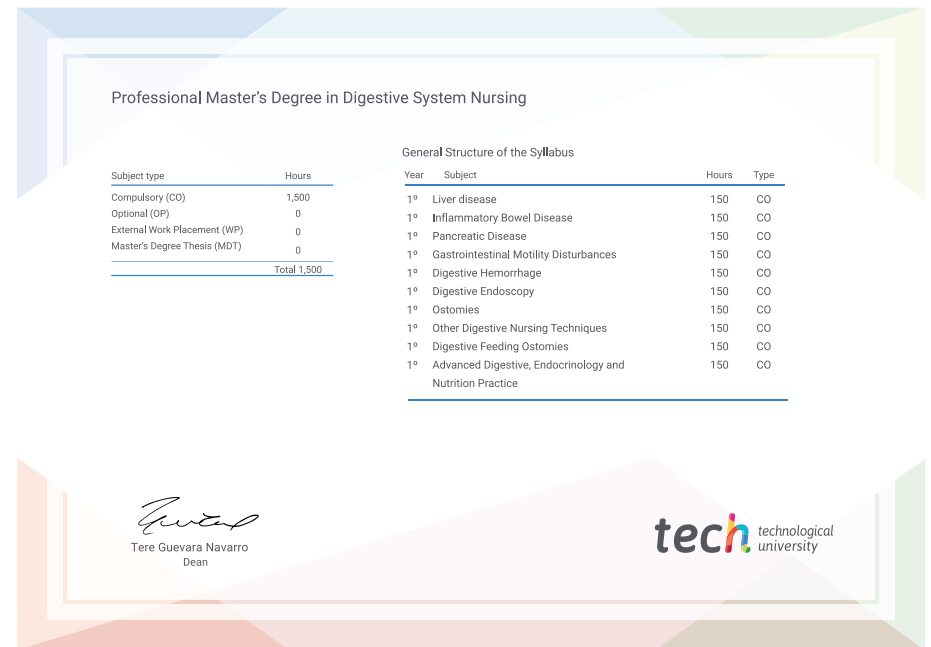 Professional Master's Degree in Digestive System Nursing
General Structure of the Syllabus
Subject type Hours
Compulsory (CO) 1,500
Optional (OP) 0
External Work Placement (WP) 0
Master's Degree Thesis (MDT) 0
Total 1,500
Year Subject Hours Type
1º Liver disease 150 CO
1º Inflammatory Bowel Disease 150 CO
1º Pancreatic Disease 150 CO
1º Gastrointestinal Motility Disturbances 150 CO
1º Digestive Hemorrhage 150 CO
1º Digestive Endoscopy 150 CO
1º Ostomies 150 CO
1º Other Digestive Nursing Techniques 150 CO
1º Digestive Feeding Ostomies 150 CO
1º Advanced Digestive, Endocrinology and 150 CO
Nutrition Practice
Tere Guevara Navarro
Dean
tech technological
university